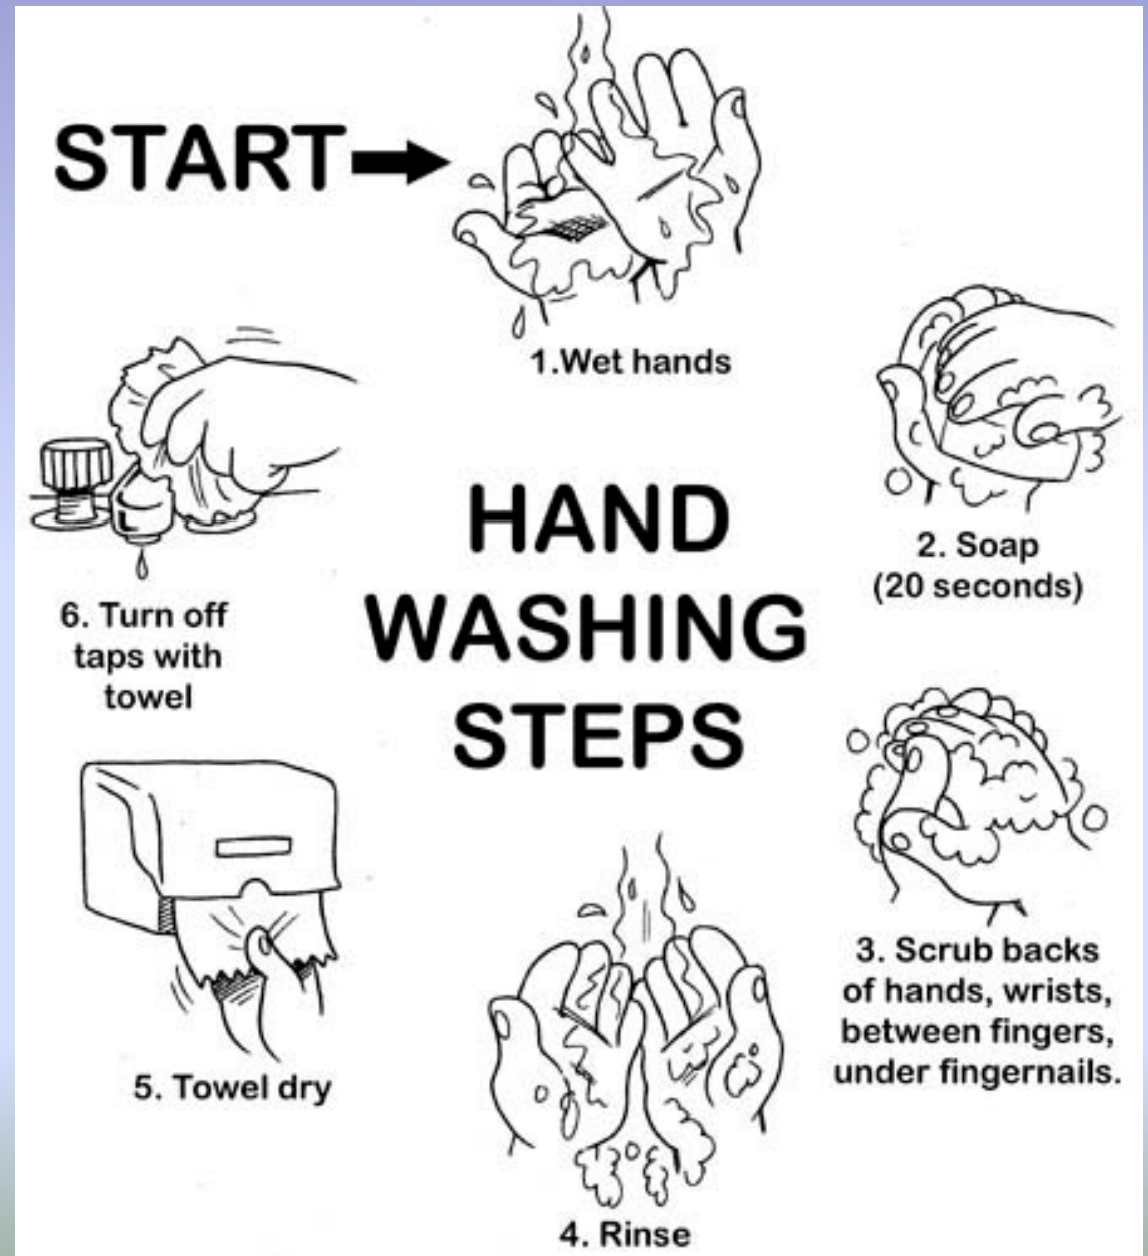 START
1.Wet hands
2. Soap
(20 seconds)
HAND
WASHING
STEPS
3. Scrub backs
of hands, wrists,
between fingers,
under fingernails.
4. Rinse
5. Towel dry
6. Turn off
taps with
towel